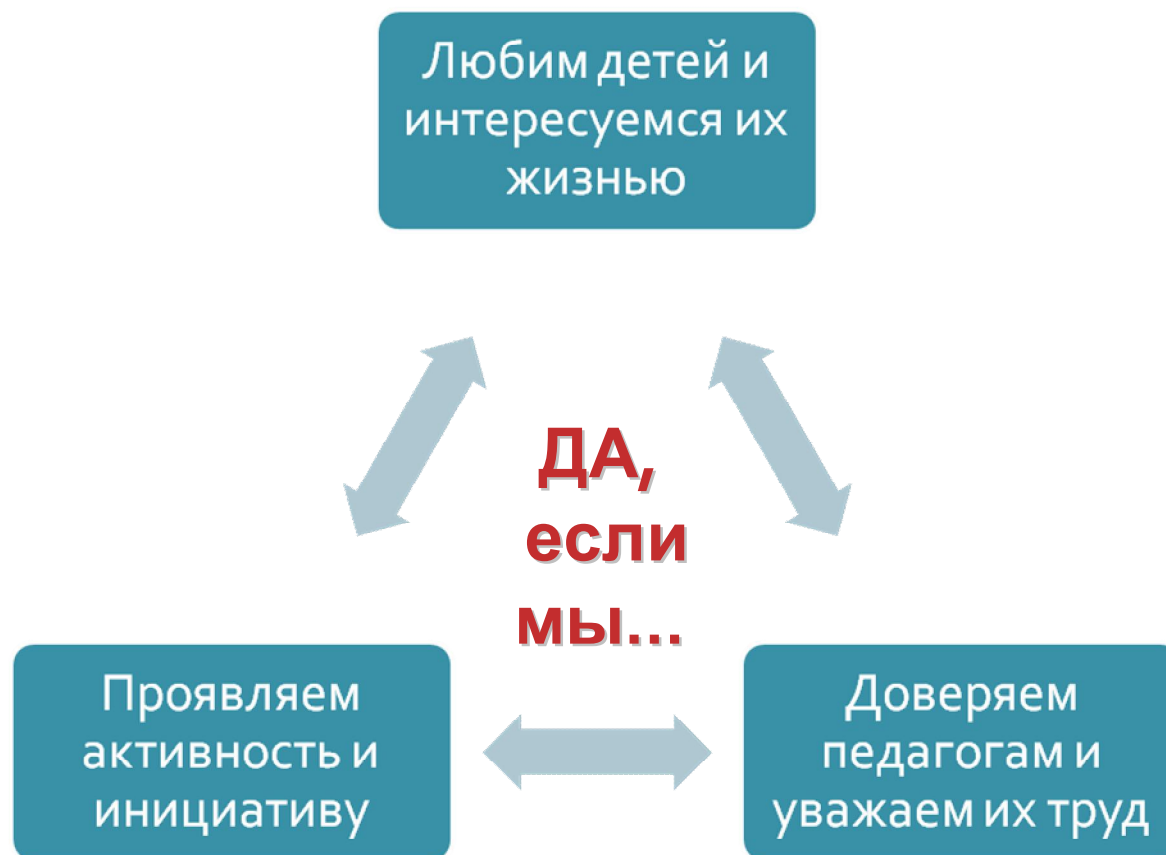 Любим детей и
интересуемся их
жизнью
ДА,
если
мы...
Проявляем
активность и
инициативу
Доверяем
педагогам и
уважаем их труд